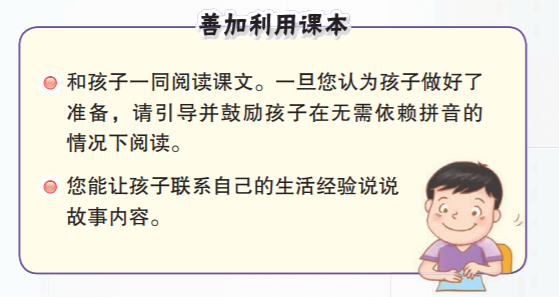 善加利用课本
和孩子一同阅读课文。一旦您认为孩子做好了
准备，请引导并鼓励孩子在无需依赖拼音的
情况下阅读。
您能让孩子联系自己的生活经验说说
故事内容。